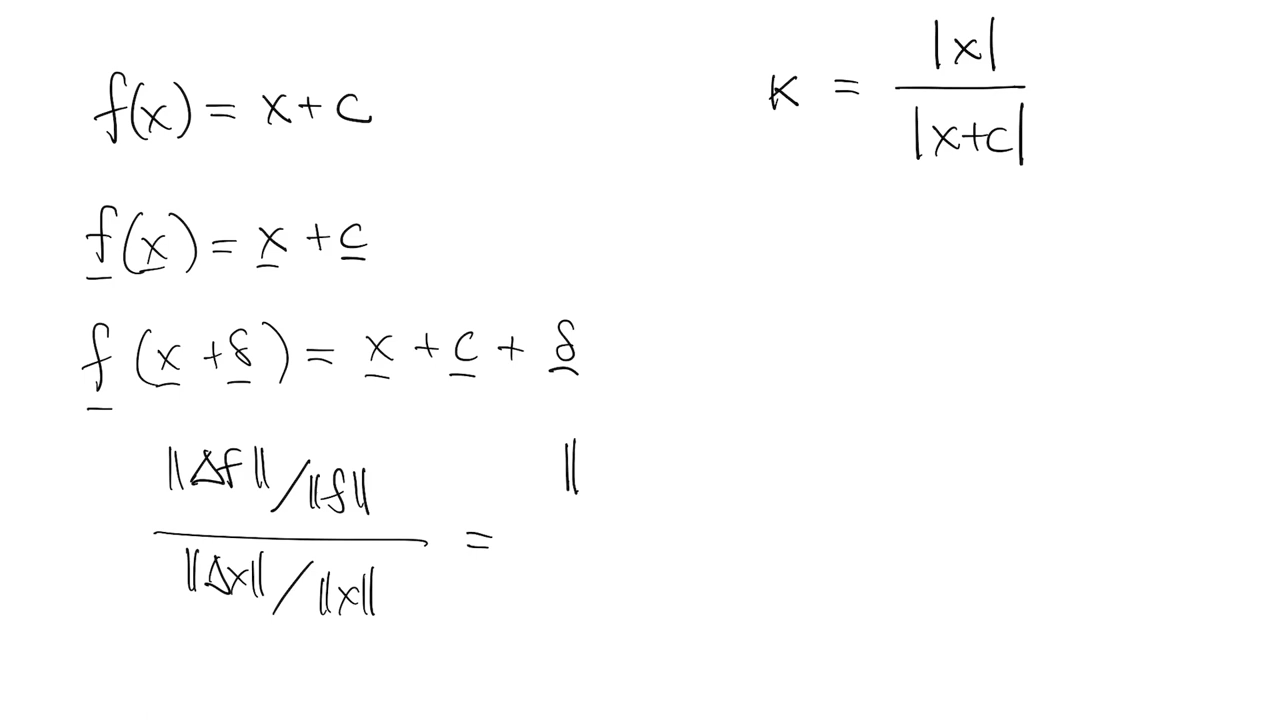 f(x) = x + c
κ = |x| / |x+c|
f(x) = x + c
f(x + δ) = x + c + δ
‖Δf‖/‖f‖
‖Δx‖/‖x‖ = ‖